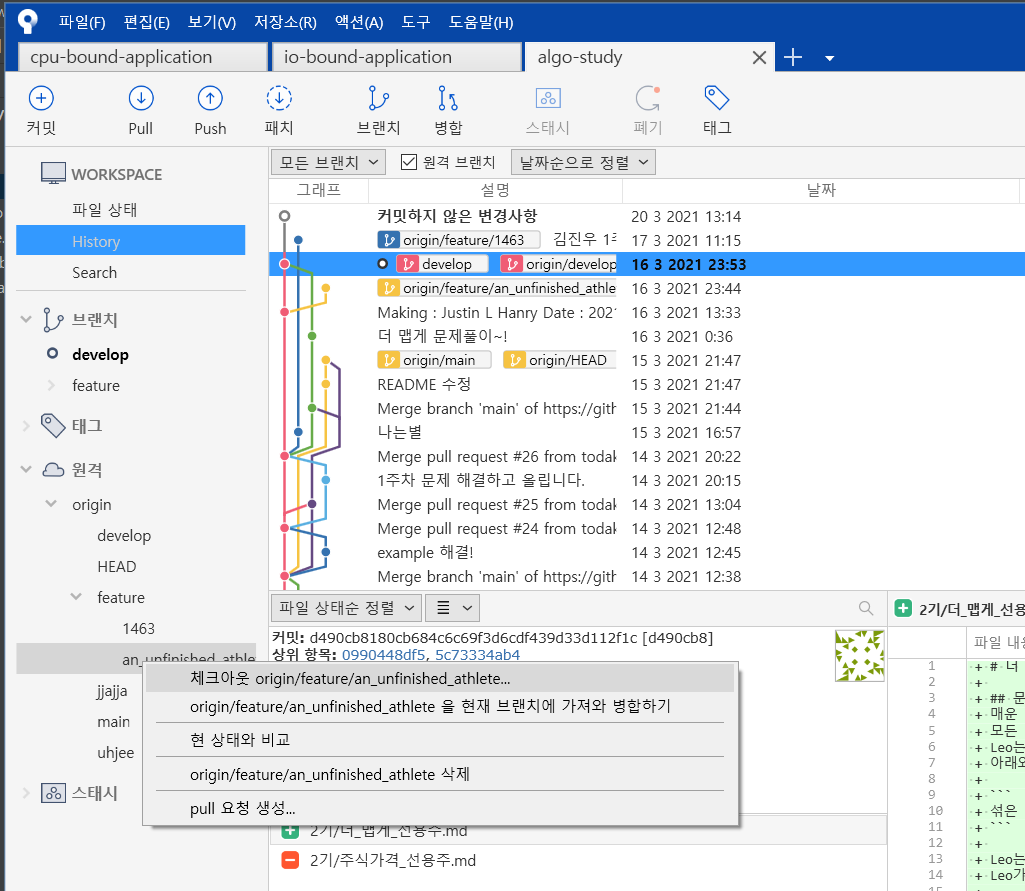 파일(F) 편집(E) 보기(V) 저장소(R) 액션(A) 도구 도움말(H)
cpu-bound-application io-bound-application algo-study
커밋 Pull Push 패치 브랜치 병합 스태시 폐기 태그
WORKSPACE
파일 상태
History
Search
브랜치
develop
feature
태그
원격
origin
develop
HEAD
feature
1463
an_unfinished_athle
jjajja
main
uhjee
스태시
모든 브랜치 원격 브랜치 날짜순으로 정렬
그래프 설명 날짜
커밋하지 않은 변경사항 20 3 2021 13:14
origin/feature/1463 김진우 1주 17 3 2021 11:15
develop origin/develop 16 3 2021 23:53
origin/feature/an_unfinished_athle 16 3 2021 23:44
Making : Justin L Hanry Date : 2021 16 3 2021 13:33
더 맵게 문제풀이~! 16 3 2021 0:36
origin/main origin/HEAD 15 3 2021 21:47
README 수정 15 3 2021 21:47
Merge branch 'main' of https://gith 15 3 2021 21:44
나는별 15 3 2021 16:57
Merge pull request #26 from todak 14 3 2021 20:22
1주차 문제 해결하고 올립니다. 14 3 2021 20:15
Merge pull request #25 from todak 14 3 2021 13:04
Merge pull request #24 from todak 14 3 2021 12:48
example 해결! 14 3 2021 12:45
Merge branch 'main' of https://gith 14 3 2021 12:38
파일 상태순 정렬
커밋: d490cb8180cb684c6c69f3d6cdf439d33d112f1c [d490cb8]
상위 항목: 0990448df5, 5c73334ab4
체크아웃 origin/feature/an_unfinished_athlete...
origin/feature/an_unfinished_athlete 을 현재 브랜치에 가져와 병합하기
현 상태와 비교
origin/feature/an_unfinished_athlete 삭제
pull 요청 생성...
2기/더_맵게_선용주.md
2기/주식가격_선용주.md
2기/더_맵게_선용
파일 내용
1 + # 더
2 +
3 + ## 문
4 + 매운
5 + 모든
6 + Leo는
7 + 아래와
8 +
9 + ```
10 + 섞은
11 + ```
12 +
13 + Leo는
14 + Leo가